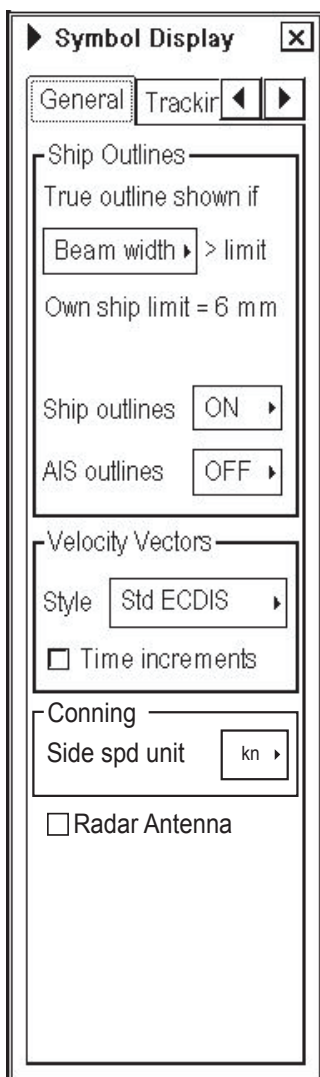 Symbol Display
General Trackin
Ship Outlines
True outline shown if
Beam width > limit
Own ship limit = 6 mm
Ship outlines ON
AIS outlines OFF
Velocity Vectors
Style Std ECDIS
Time increments
Conning
Side spd unit kn
Radar Antenna